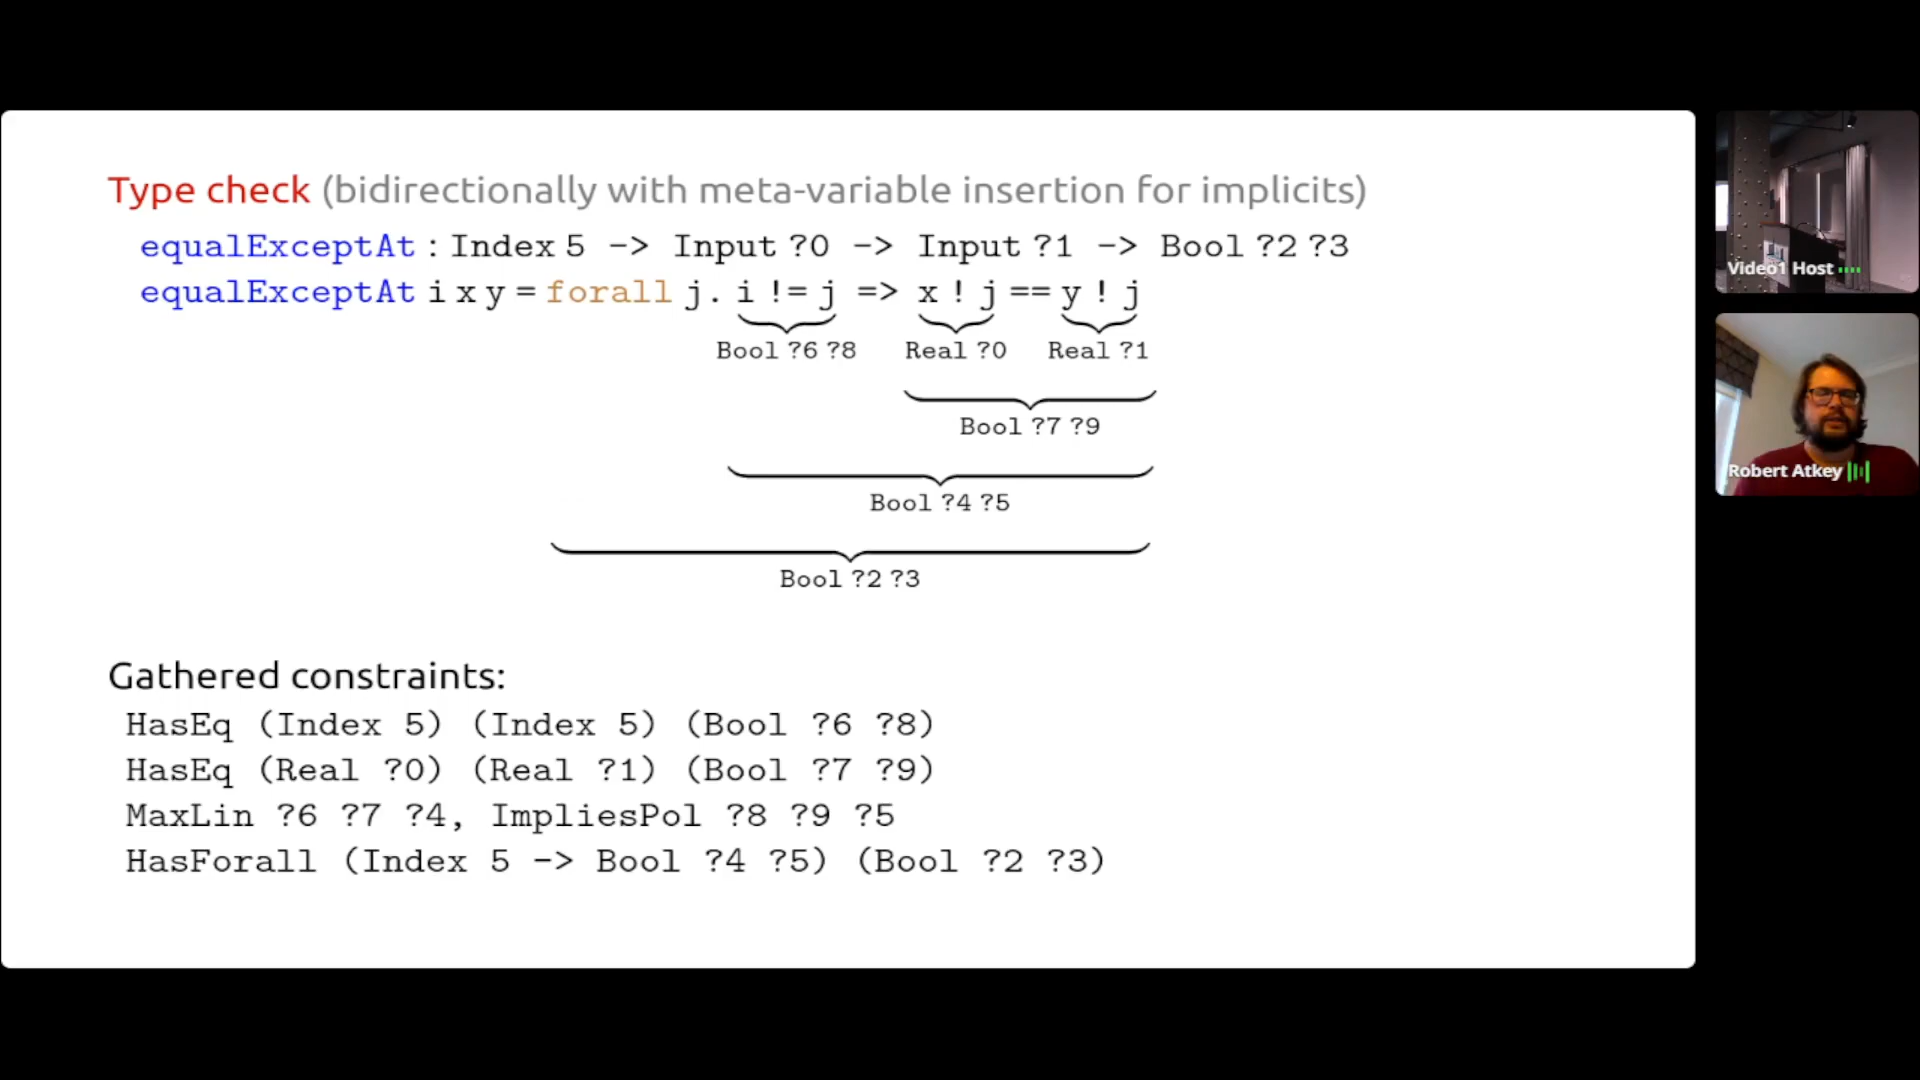 Type check (bidirectionally with meta-variable insertion for implicits)
equalExceptAt : Index 5 -> Input ?0 -> Input ?1 -> Bool ?2 ?3
equalExceptAt i x y = forall j. i != j => x ! j == y ! j
Bool ?6 ?8 Real ?0 Real ?1
Bool ?7 ?9
Bool ?4 ?5
Bool ?2 ?3
Gathered constraints:
HasEq (Index 5) (Index 5) (Bool ?6 ?8)
HasEq (Real ?0) (Real ?1) (Bool ?7 ?9)
MaxLin ?6 ?7 ?4, ImpliesPol ?8 ?9 ?5
HasForall (Index 5 -> Bool ?4 ?5) (Bool ?2 ?3)
Video1 Host
Robert Atkey